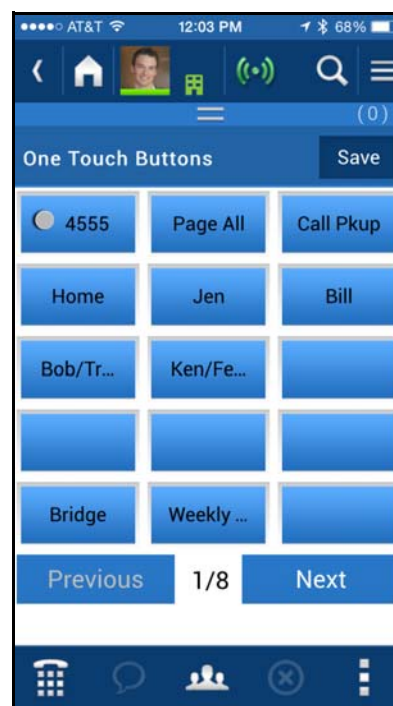 AT&T 12:03 PM 68%
(0)
One Touch Buttons Save
4555 Page All Call Pkup
Home Jen Bill
Bob/Tr... Ken/Fe...
Bridge Weekly ...
Previous 1/8 Next